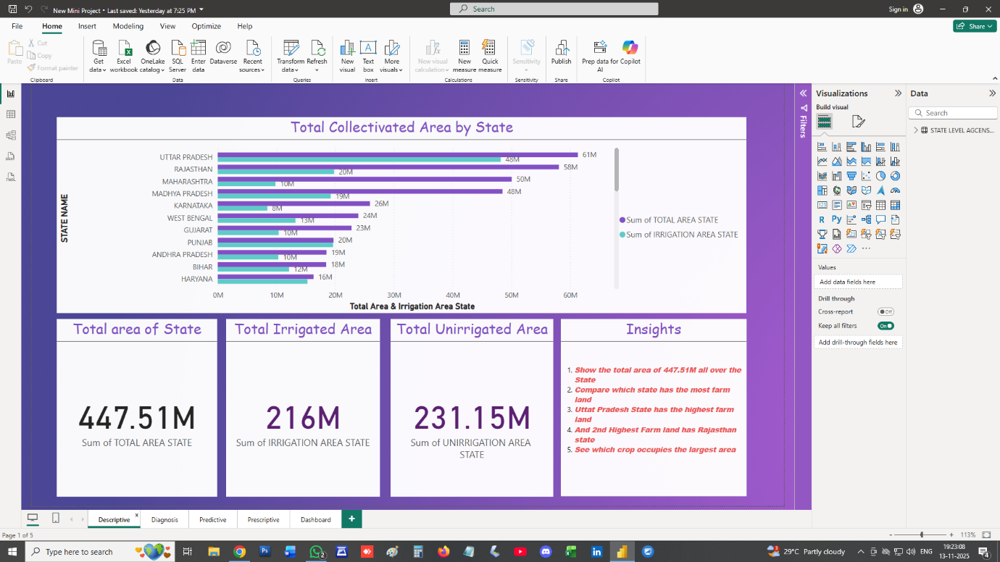 New Mini Project • Last saved: Yesterday at 7:25 PM
Search
Sign in
File
Home
Insert
Modeling
View
Optimize
Help
Share
Paste
Cut
Copy
Format painter
Clipboard
Get data
Excel workbook
OneLake catalog
SQL Server
Enter data
Dataverse
Recent sources
Data
Transform data
Refresh
Queries
New visual
Text box
More visuals
Insert
New visual calculation
New measure
Quick measure
Calculations
Sensitivity
Sensitivity
Publish
Share
Prep data for AI
Copilot
Copilot
Total Collectivated Area by State
STATE NAME
UTTAR PRADESH 61M
48M
RAJASTHAN 58M
20M
MAHARASHTRA 50M
10M
MADHYA PRADESH 48M
19M
KARNATAKA 26M
8M
WEST BENGAL 24M
13M
GUJARAT 23M
10M
PUNJAB 20M
ANDHRA PRADESH 19M
10M
BIHAR 18M
12M
HARYANA 16M
0M 10M 20M 30M 40M 50M 60M
Total Area & Irrigation Area State
Sum of TOTAL AREA STATE
Sum of IRRIGATION AREA STATE
Total area of State
447.51M
Sum of TOTAL AREA STATE
Total Irrigated Area
216M
Sum of IRRIGATION AREA STATE
Total Unirrigated Area
231.15M
Sum of UNIRRIGATION AREA
STATE
Insights
1. Show the total area of 447.51M all over the
State
2. Compare which state has the most farm
land
3. Uttat Pradesh State has the highest farm
land
4. And 2nd Highest Farm land has Rajasthan
state
5. See which crop occupies the largest area
Filters
Visualizations
Build visual
R
Py
Values
Add data fields here
Drill through
Cross-report
Off
Keep all filters
On
Add drill-through fields here
Data
Search
STATE LEVEL AGCENS...
Descriptive
Diagnosis
Predictive
Prescriptive
Dashboard
Page 1 of 5
113%
Type here to search
29°C Partly cloudy
ENG
19:23:08
13-11-2025